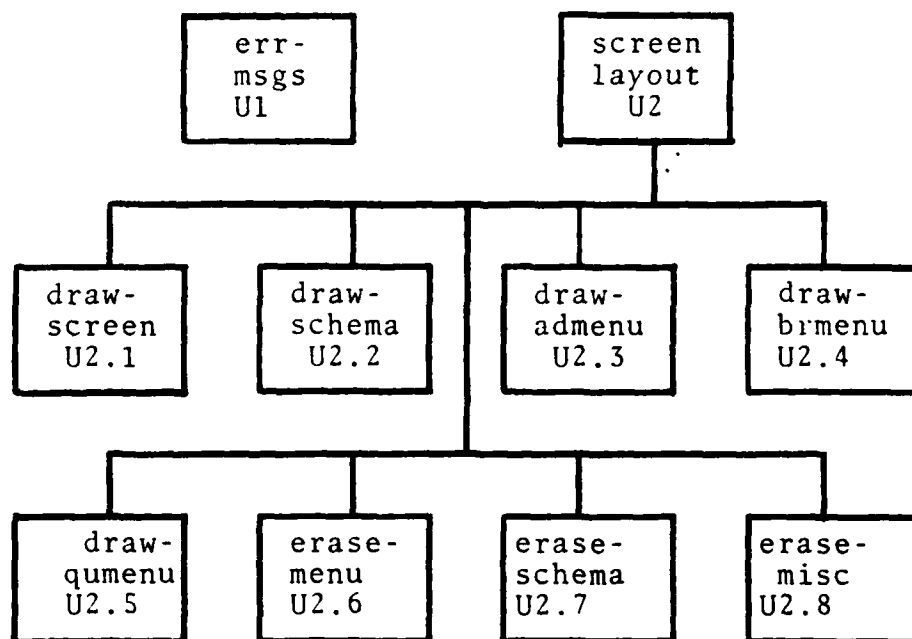 err-
msgs
U1
screen
layout
U2
draw-
screen
U2.1
draw-
schema
U2.2
draw-
admenu
U2.3
draw-
brmenu
U2.4
draw-
qumenu
U2.5
erase-
menu
U2.6
erase-
schema
U2.7
erase-
misc
U2.8